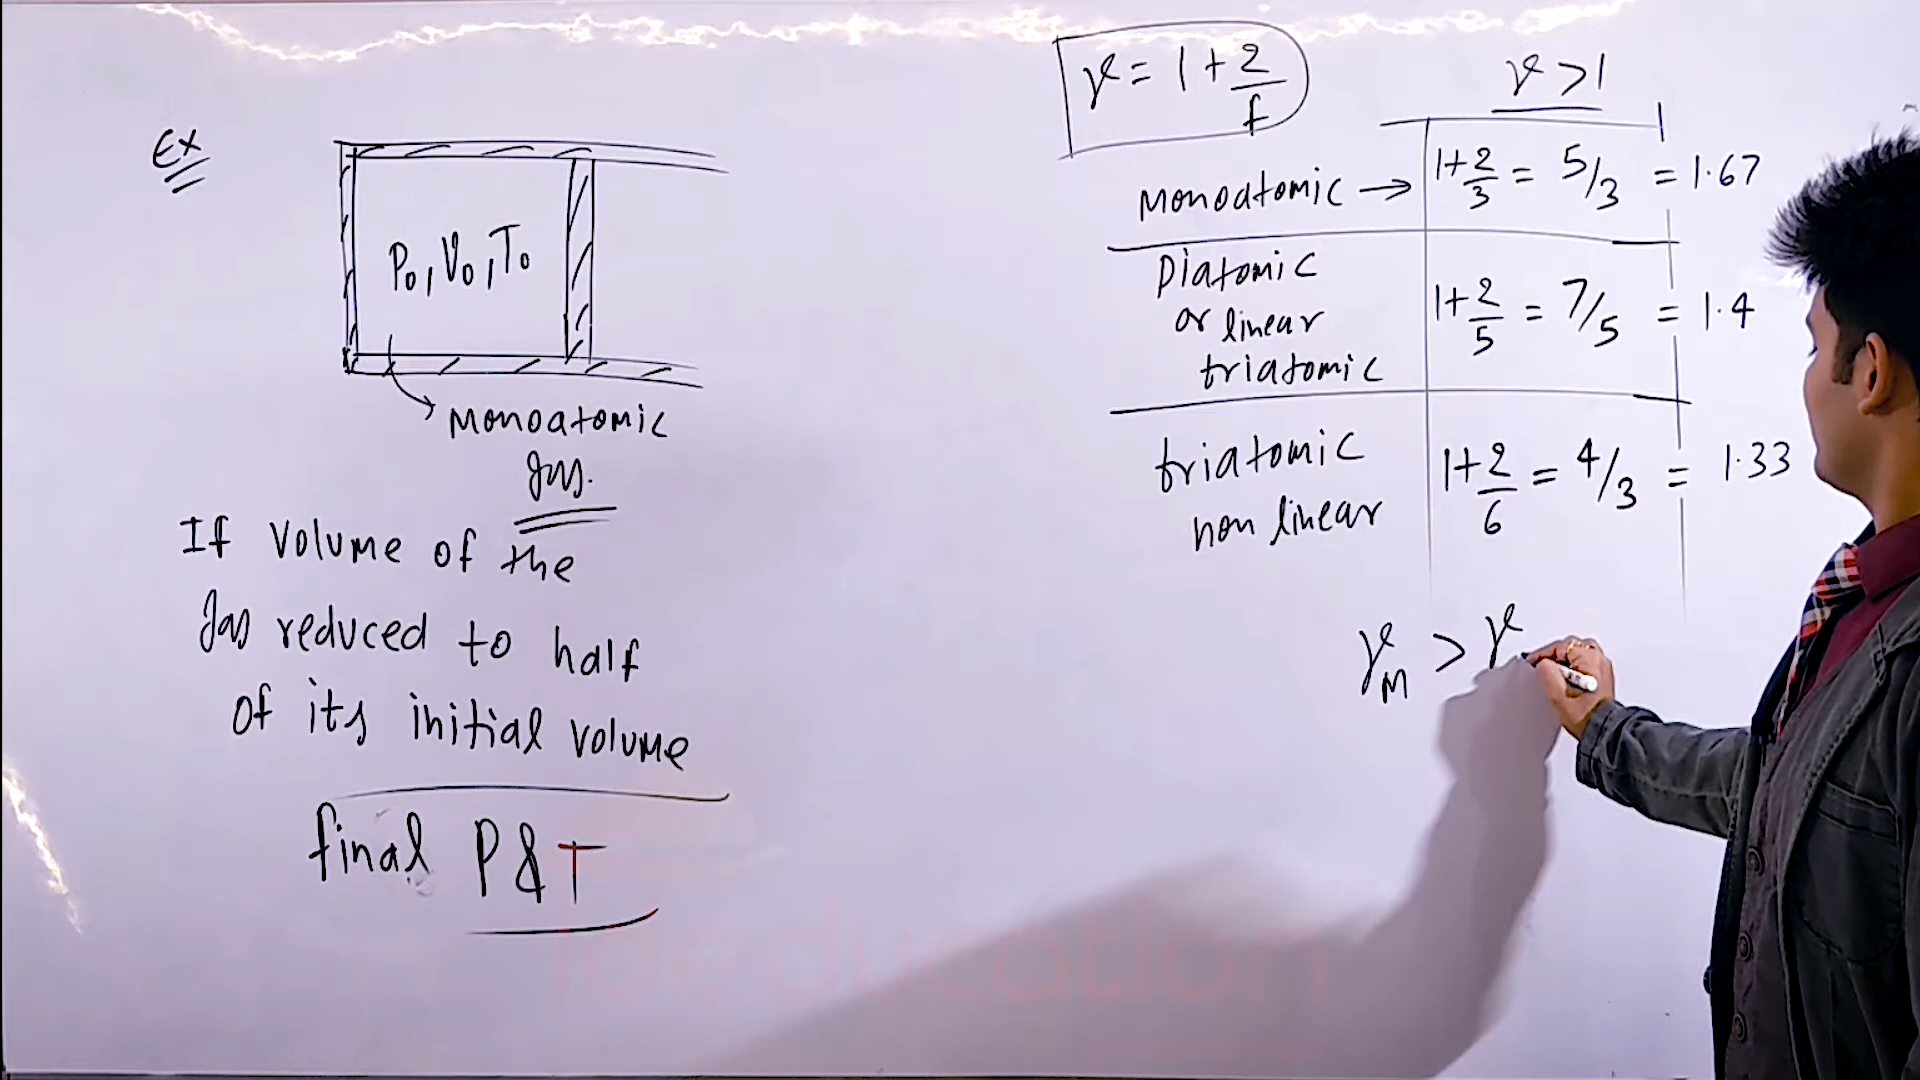 Ex
P₀, V₀, T₀
Monoatomic
gas.
If volume of the
gas reduced to half
of its initial volume
final P & T
γ = 1 + 2/f
γ > 1
Monoatomic → 1+2/3 = 5/3 = 1.67
Diatomic
or linear
triatomic
1+2/5 = 7/5 = 1.4
triatomic
non linear
1+2/6 = 4/3 = 1.33
γM > γ
education